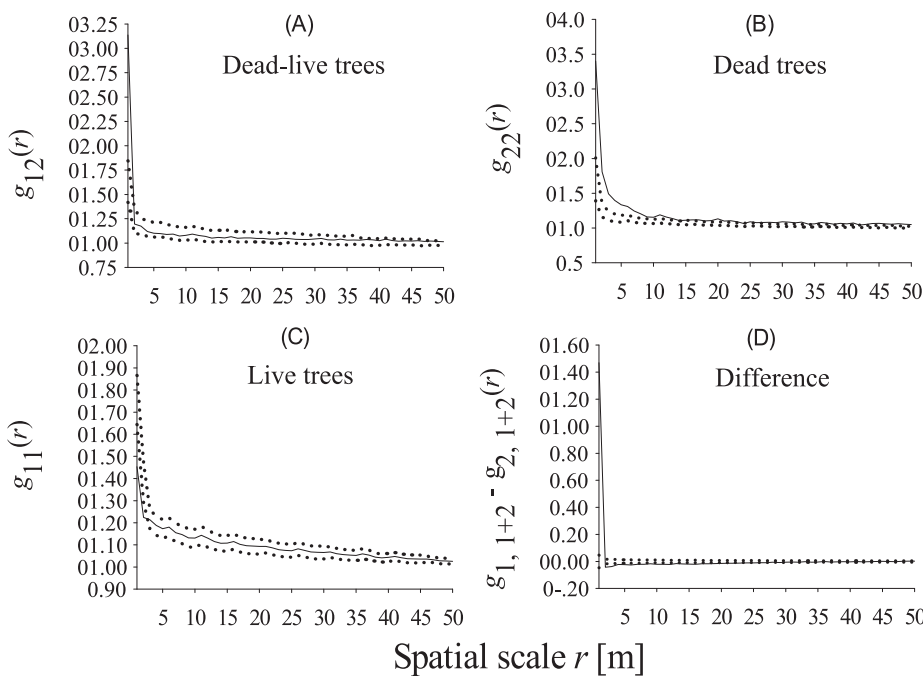 (A)
Dead-live trees
g12(r)
03.25
03.00
02.75
02.50
02.25
02.00
01.75
01.50
01.25
01.00
0.75
5 10 15 20 25 30 35 40 45 50
(B)
Dead trees
g22(r)
04.0
03.5
03.0
02.5
02.0
01.5
01.0
0.5
5 10 15 20 25 30 35 40 45 50
(C)
Live trees
g11(r)
02.00
01.90
01.80
01.70
01.60
01.50
01.40
01.30
01.20
01.10
01.00
0.90
5 10 15 20 25 30 35 40 45 50
(D)
Difference
g1, 1+2 - g2, 1+2(r)
01.60
01.40
01.20
01.00
0.80
0.60
0.40
0.20
00.00
0-.20
5 10 15 20 25 30 35 40 45 50
Spatial scale r [m]